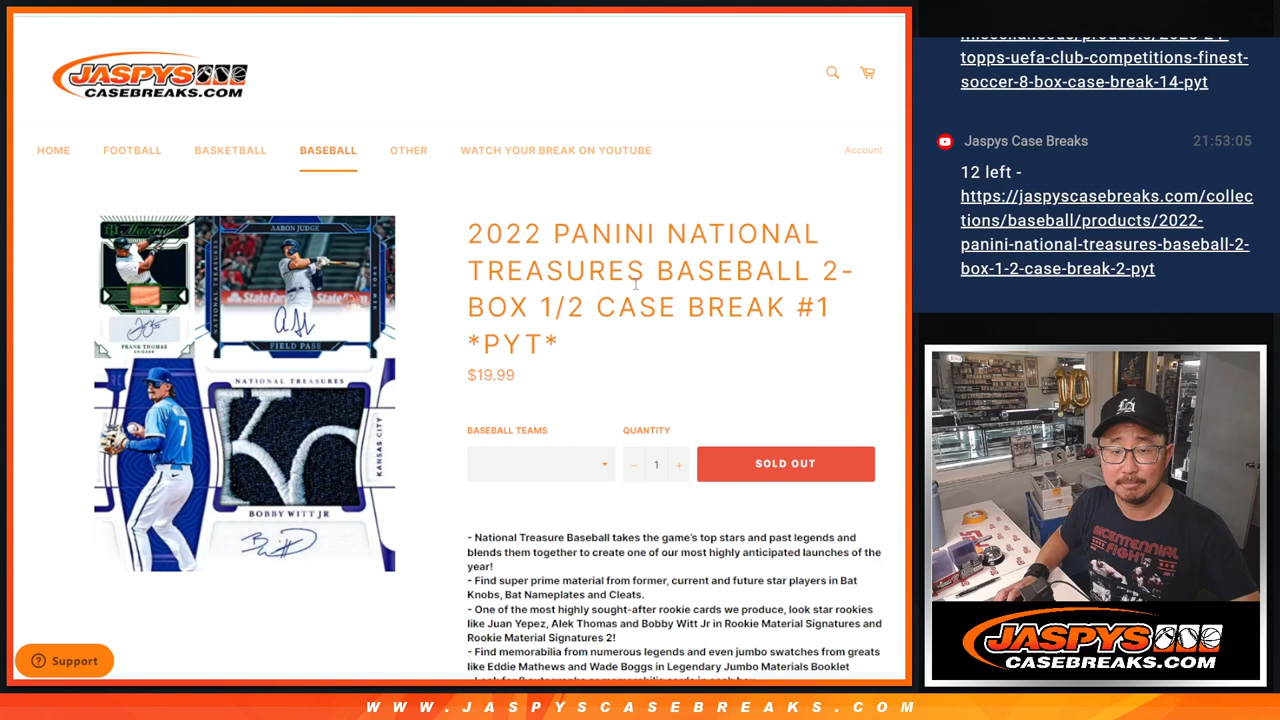 JASPYS
CASEBREAKS.COM
HOME FOOTBALL BASKETBALL BASEBALL OTHER WATCH YOUR BREAK ON YOUTUBE Account
AARON JUDGE
FIELD PASS
FRANK THOMAS
NATIONAL TREASURES
KANSAS CITY
BOBBY WITT JR
2022 PANINI NATIONAL
TREASURES BASEBALL 2-
BOX 1/2 CASE BREAK #1
*PYT*
$19.99
BASEBALL TEAMS QUANTITY
− 1 + SOLD OUT
- National Treasure Baseball takes the game's top stars and past legends and
blends them together to create one of our most highly anticipated launches of the
year!
- Find super prime material from former, current and future star players in Bat
Knobs, Bat Nameplates and Cleats.
- One of the most highly sought-after rookie cards we produce, look star rookies
like Juan Yepez, Alek Thomas and Bobby Witt Jr in Rookie Material Signatures and
Rookie Material Signatures 2!
- Find memorabilia from numerous legends and even jumbo swatches from greats
like Eddie Mathews and Wade Boggs in Legendary Jumbo Materials Booklet
Support
topps-uefa-club-competitions-finest-
soccer-8-box-case-break-14-pyt
Jaspys Case Breaks 21:53:05
12 left -
https://jaspyscasebreaks.com/collec
tions/baseball/products/2022-
panini-national-treasures-baseball-2-
box-1-2-case-break-2-pyt
10
LA
BICENTENNIAL
FIGHT
JASPYS
CASEBREAKS.COM
WWW.JASPYSCASEBREAKS.COM